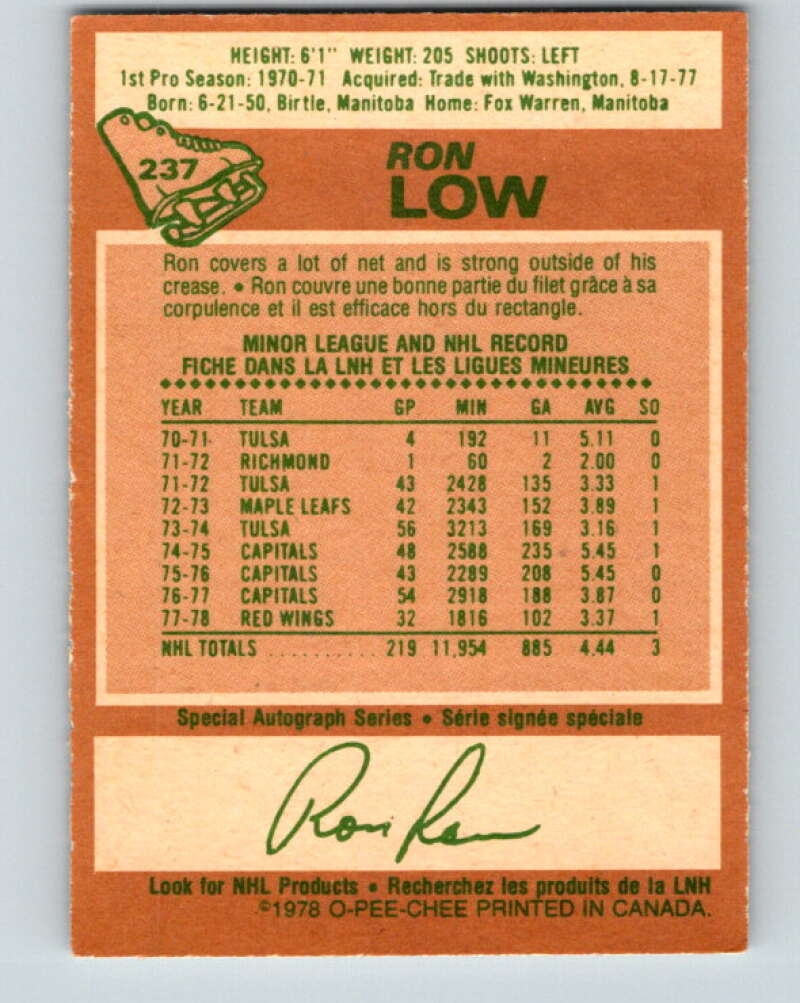 HEIGHT: 6'1" WEIGHT: 205 SHOOTS: LEFT
1st Pro Season: 1970-71 Acquired: Trade with Washington, 8-17-77
Born: 6-21-50, Birtle, Manitoba Home: Fox Warren, Manitoba
237
RON
LOW
Ron covers a lot of net and is strong outside of his
crease. • Ron couvre une bonne partie du filet grâce à sa
corpulence et il est efficace hors du rectangle.
MINOR LEAGUE AND NHL RECORD
FICHE DANS LA LNH ET LES LIGUES MINEURES
YEAR TEAM GP MIN GA AVG SO
70-71 TULSA 4 192 11 5.11 0
71-72 RICHMOND 1 60 2 2.00 0
71-72 TULSA 43 2428 135 3.33 1
72-73 MAPLE LEAFS 42 2343 152 3.89 1
73-74 TULSA 56 3213 169 3.16 1
74-75 CAPITALS 48 2588 235 5.45 1
75-76 CAPITALS 43 2289 208 5.45 0
76-77 CAPITALS 54 2918 188 3.87 0
77-78 RED WINGS 32 1816 102 3.37 1
NHL TOTALS ........... 219 11,954 885 4.44 3
Special Autograph Series • Série signée spéciale
Ron Low
Look for NHL Products • Recherchez les produits de la LNH
©1978 O-PEE-CHEE PRINTED IN CANADA.